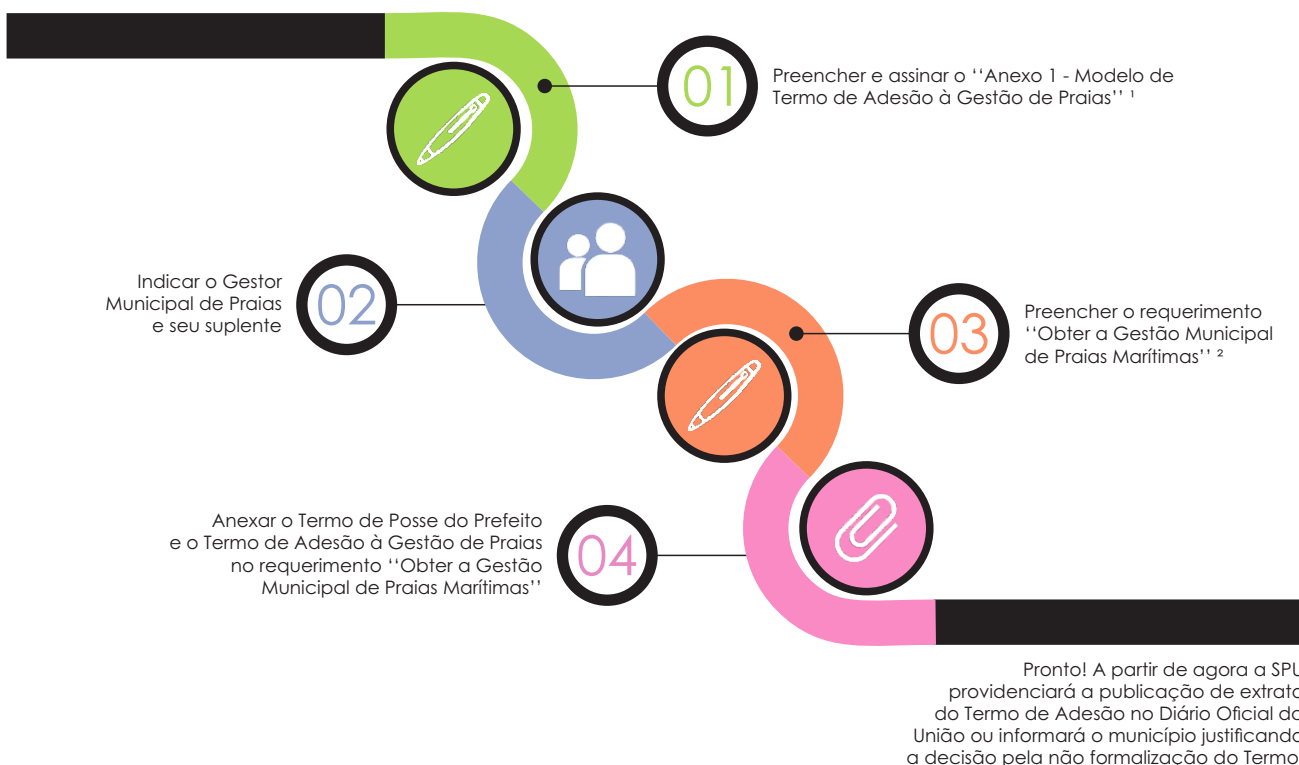 01
Preencher e assinar o ‘‘Anexo 1 - Modelo de
Termo de Adesão à Gestão de Praias’’ ¹
02
Indicar o Gestor
Municipal de Praias
e seu suplente
03
Preencher o requerimento
‘‘Obter a Gestão Municipal
de Praias Marítimas’’ ²
04
Anexar o Termo de Posse do Prefeito
e o Termo de Adesão à Gestão de Praias
no requerimento ‘‘Obter a Gestão
Municipal de Praias Marítimas’’
Pronto! A partir de agora a SPU
providenciará a publicação de extrato
do Termo de Adesão no Diário Oficial da
União ou informará o município justificando
a decisão pela não formalização do Termo.